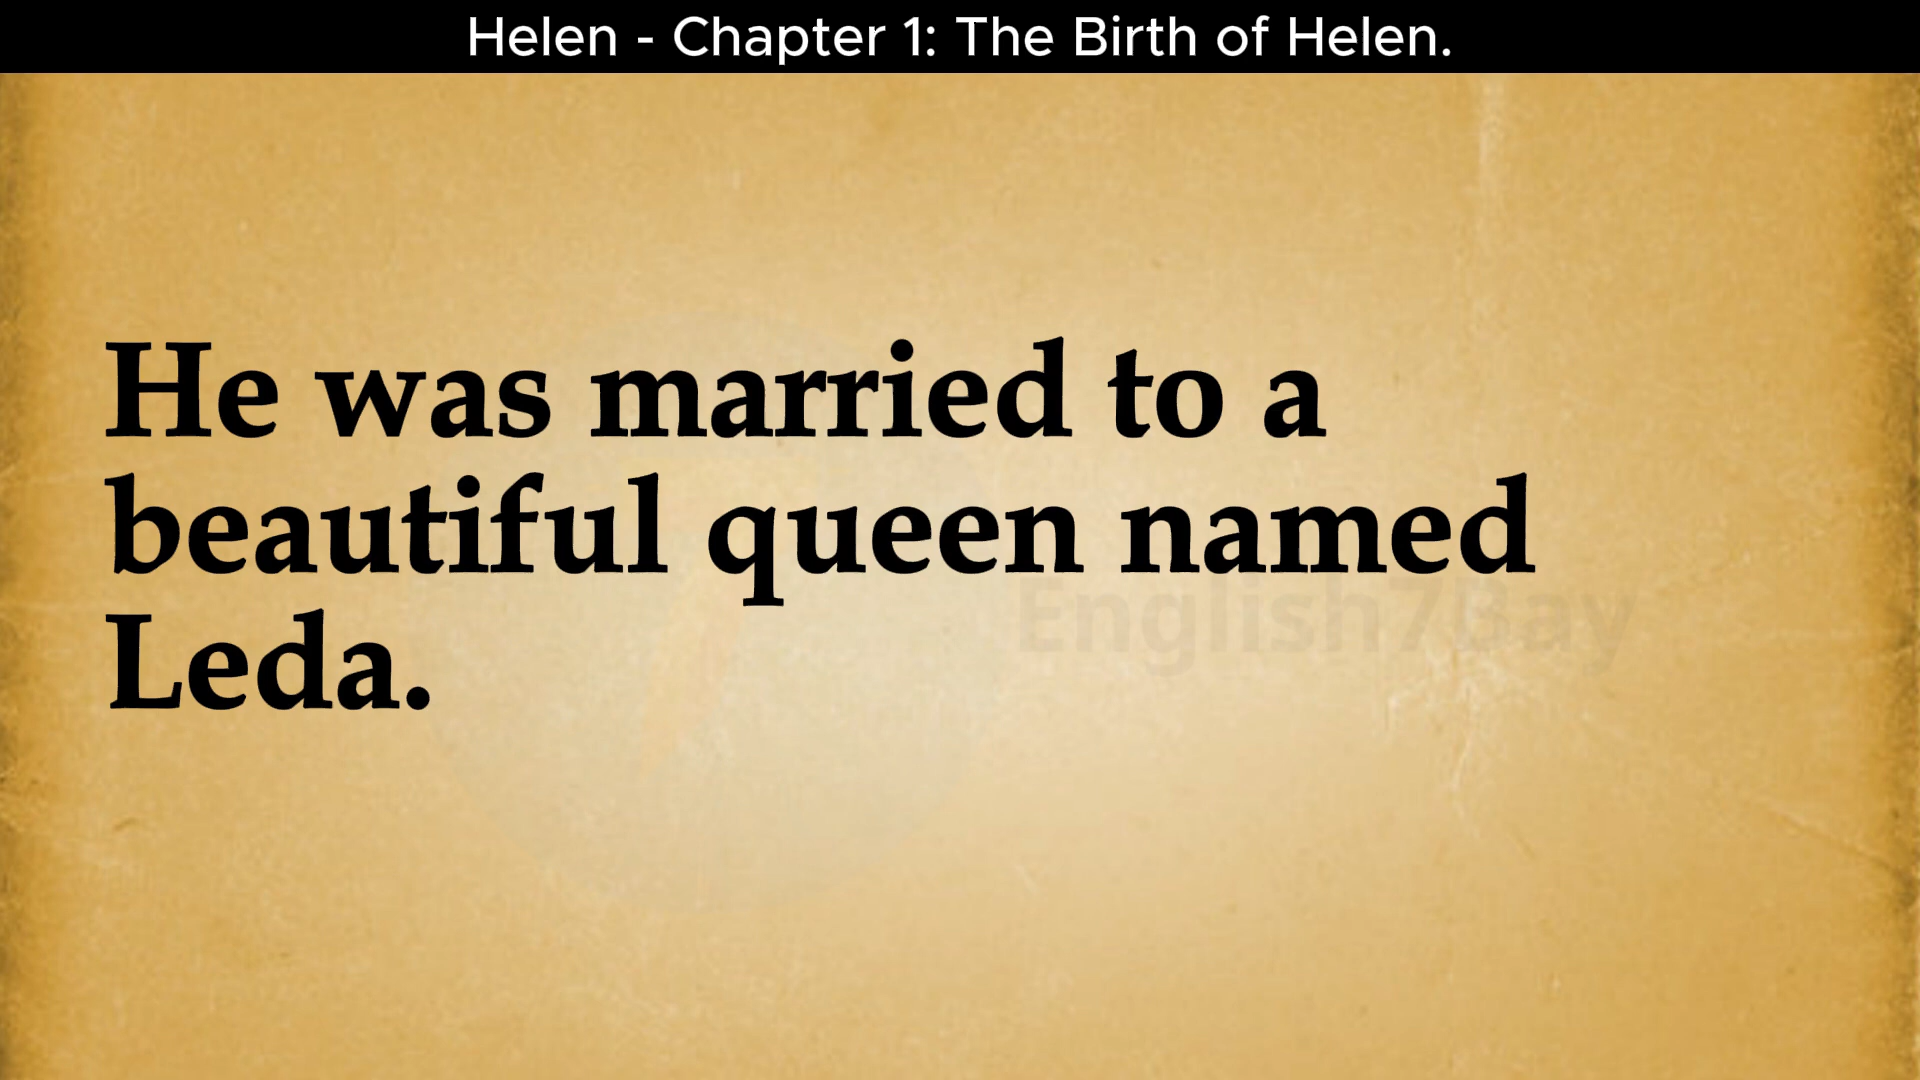 Helen - Chapter 1: The Birth of Helen.
He was married to a
beautiful queen named
Leda.
English7Bay